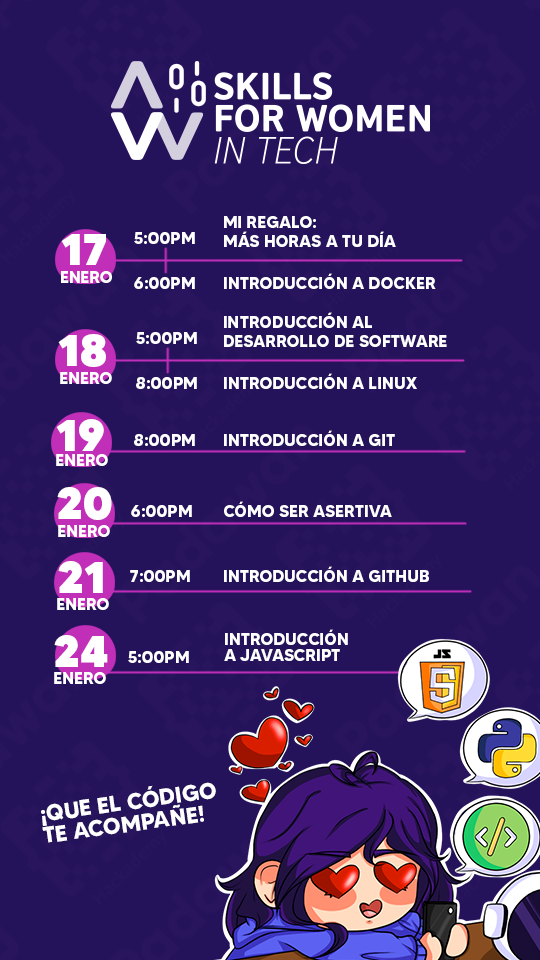 SKILLS
FOR WOMEN
IN TECH
17
ENERO
5:00PM
MI REGALO:
MÁS HORAS A TU DÍA
6:00PM
INTRODUCCIÓN A DOCKER
18
ENERO
5:00PM
INTRODUCCIÓN AL
DESARROLLO DE SOFTWARE
8:00PM
INTRODUCCIÓN A LINUX
19
ENERO
8:00PM
INTRODUCCIÓN A GIT
20
ENERO
6:00PM
CÓMO SER ASERTIVA
21
ENERO
7:00PM
INTRODUCCIÓN A GITHUB
24
ENERO
5:00PM
INTRODUCCIÓN
A JAVASCRIPT
JS
5
</>
¡QUE EL CÓDIGO
TE ACOMPAÑE!